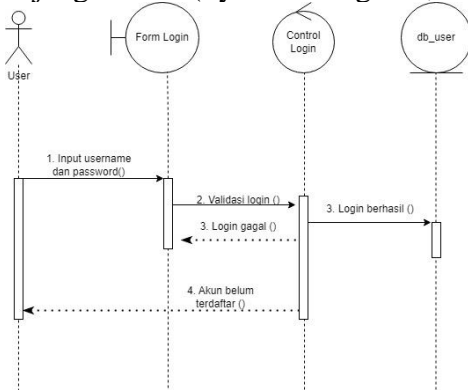 User
Form Login
Control
Login
db_user
1. Input username
dan password()
2. Validasi login ()
3. Login berhasil ()
3. Login gagal ()
4. Akun belum
terdaftar ()